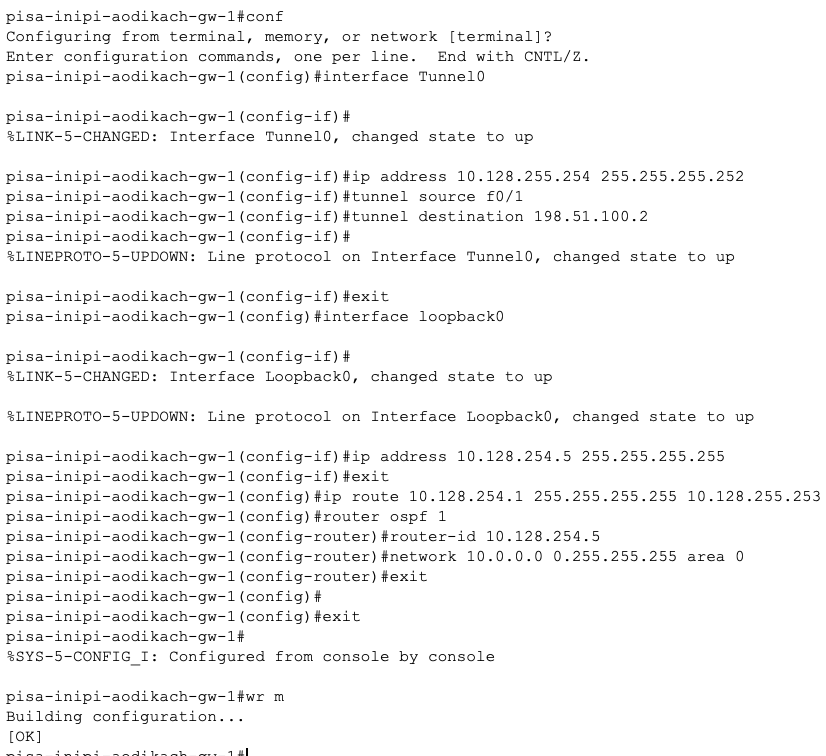 pisa-inipi-aodikach-gw-1#conf
Configuring from terminal, memory, or network [terminal]?
Enter configuration commands, one per line.  End with CNTL/Z.
pisa-inipi-aodikach-gw-1(config)#interface Tunnel0
pisa-inipi-aodikach-gw-1(config-if)#
%LINK-5-CHANGED: Interface Tunnel0, changed state to up
pisa-inipi-aodikach-gw-1(config-if)#ip address 10.128.255.254 255.255.255.252
pisa-inipi-aodikach-gw-1(config-if)#tunnel source f0/1
pisa-inipi-aodikach-gw-1(config-if)#tunnel destination 198.51.100.2
pisa-inipi-aodikach-gw-1(config-if)#
%LINEPROTO-5-UPDOWN: Line protocol on Interface Tunnel0, changed state to up
pisa-inipi-aodikach-gw-1(config-if)#exit
pisa-inipi-aodikach-gw-1(config)#interface loopback0
pisa-inipi-aodikach-gw-1(config-if)#
%LINK-5-CHANGED: Interface Loopback0, changed state to up
%LINEPROTO-5-UPDOWN: Line protocol on Interface Loopback0, changed state to up
pisa-inipi-aodikach-gw-1(config-if)#ip address 10.128.254.5 255.255.255.255
pisa-inipi-aodikach-gw-1(config-if)#exit
pisa-inipi-aodikach-gw-1(config)#ip route 10.128.254.1 255.255.255.255 10.128.255.253
pisa-inipi-aodikach-gw-1(config)#router ospf 1
pisa-inipi-aodikach-gw-1(config-router)#router-id 10.128.254.5
pisa-inipi-aodikach-gw-1(config-router)#network 10.0.0.0 0.255.255.255 area 0
pisa-inipi-aodikach-gw-1(config-router)#exit
pisa-inipi-aodikach-gw-1(config)#
pisa-inipi-aodikach-gw-1(config)#exit
pisa-inipi-aodikach-gw-1#
%SYS-5-CONFIG_I: Configured from console by console
pisa-inipi-aodikach-gw-1#wr m
Building configuration...
[OK]
pisa-inipi-aodikach-gw-1#